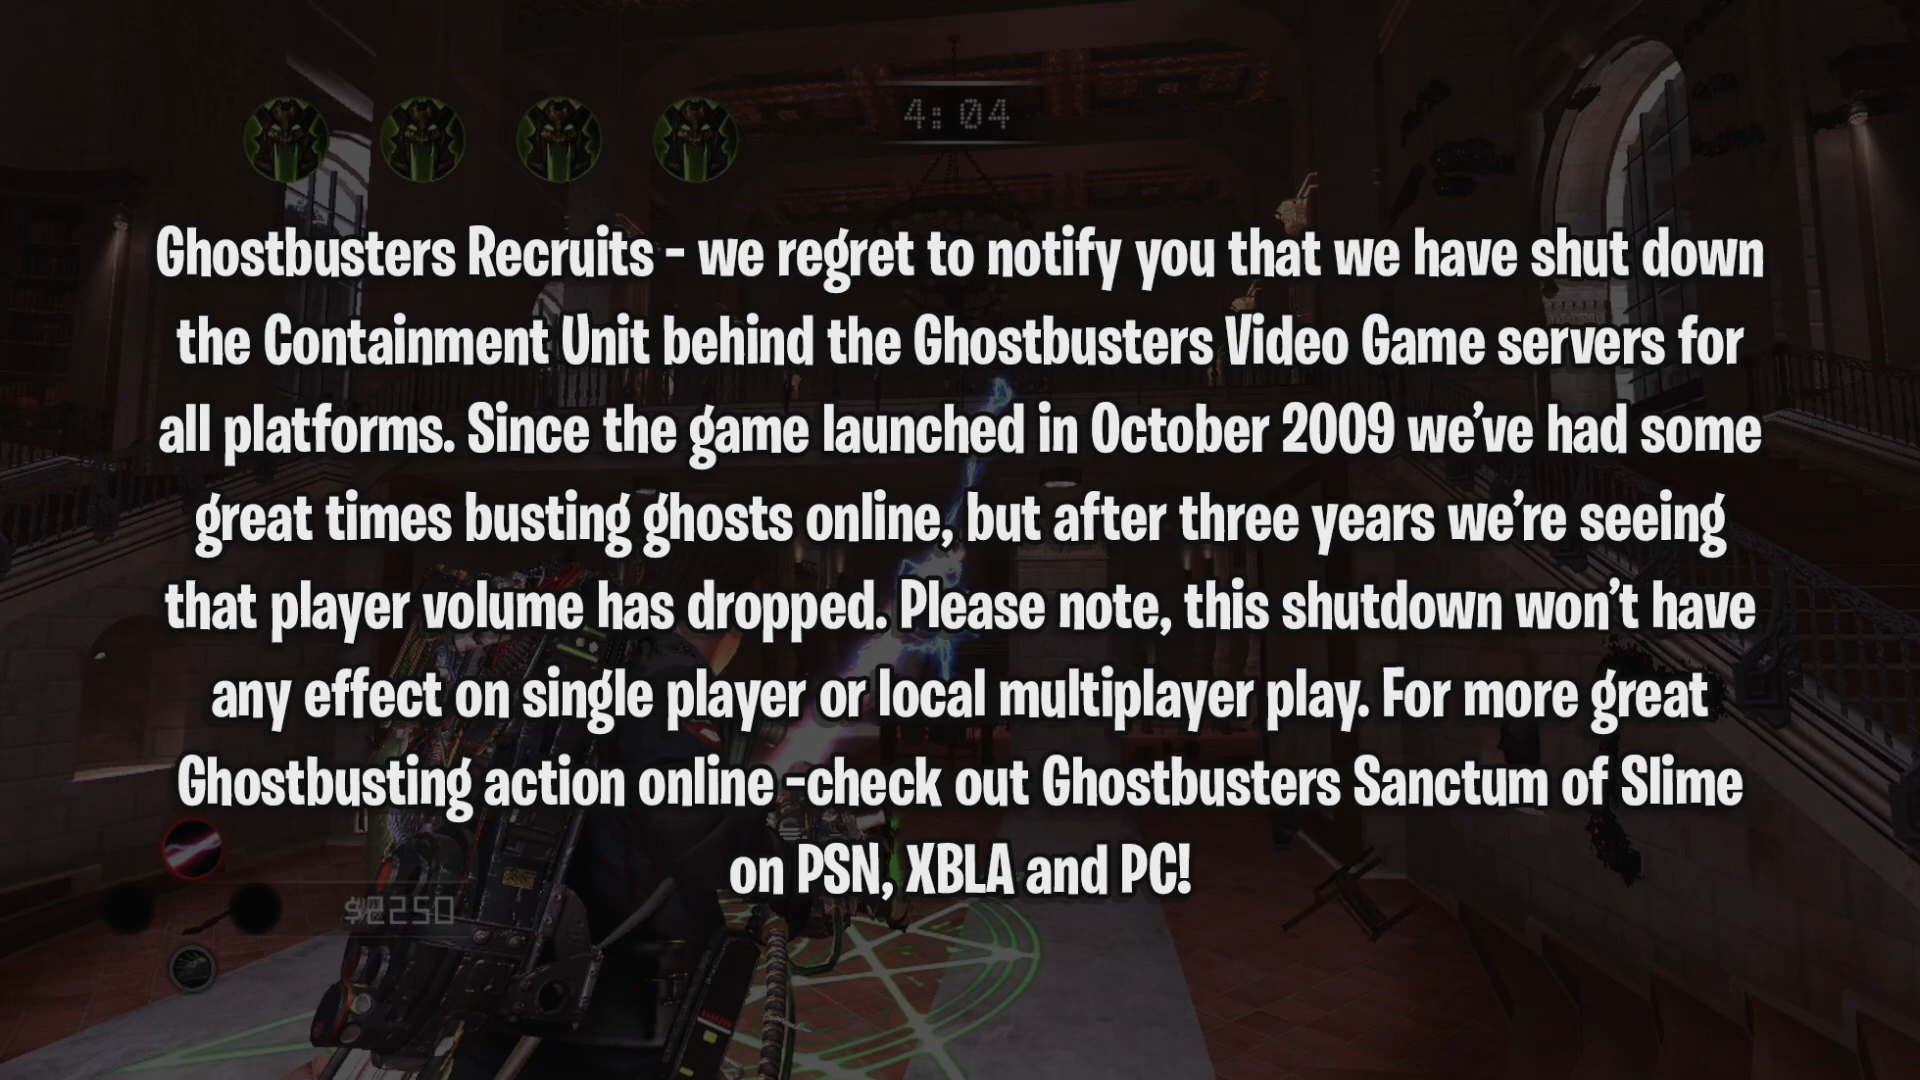 4:04
Ghostbusters Recruits - we regret to notify you that we have shut down
the Containment Unit behind the Ghostbusters Video Game servers for
all platforms. Since the game launched in October 2009 we’ve had some
great times busting ghosts online, but after three years we’re seeing
that player volume has dropped. Please note, this shutdown won’t have
any effect on single player or local multiplayer play. For more great
Ghostbusting action online -check out Ghostbusters Sanctum of Slime
on PSN, XBLA and PC!
$2250